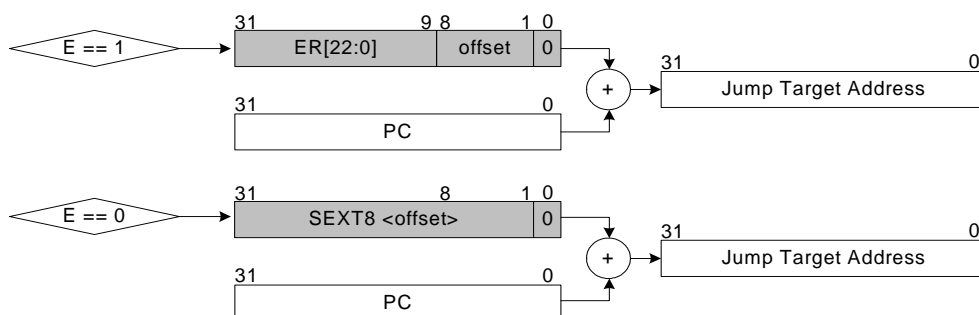 31 9 8 1 0
E == 1 ER[22:0] offset 0
31 0
+ Jump Target Address
31 0
PC
31 8 1 0
E == 0 SEXT8 <offset> 0
31 0
+ Jump Target Address
31 0
PC